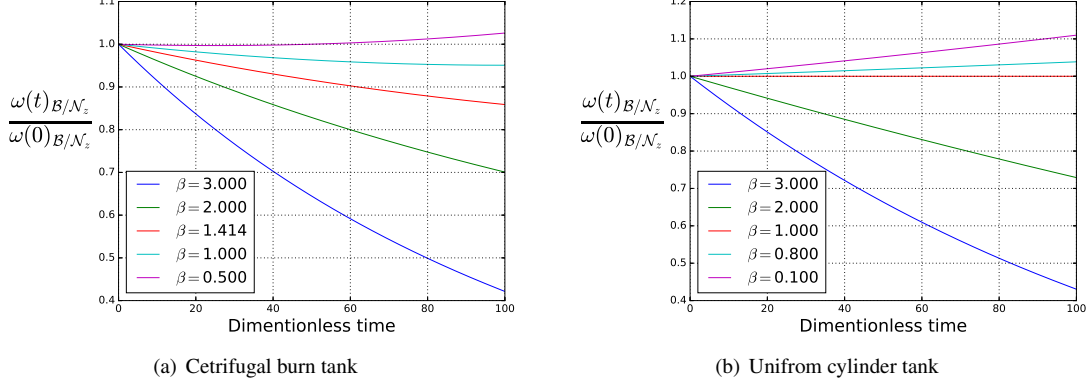 1.1
1.0
0.9
0.8
0.7
0.6
0.5
0.4
ω(t)_{B/N_z}
ω(0)_{B/N_z}
β=3.000
β=2.000
β=1.414
β=1.000
β=0.500
0 20 40 60 80 100
Dimentionless time
(a) Cetrifugal burn tank
1.2
1.1
1.0
0.9
0.8
0.7
0.6
0.5
0.4
ω(t)_{B/N_z}
ω(0)_{B/N_z}
β=3.000
β=2.000
β=1.000
β=0.800
β=0.100
0 20 40 60 80 100
Dimentionless time
(b) Unifrom cylinder tank